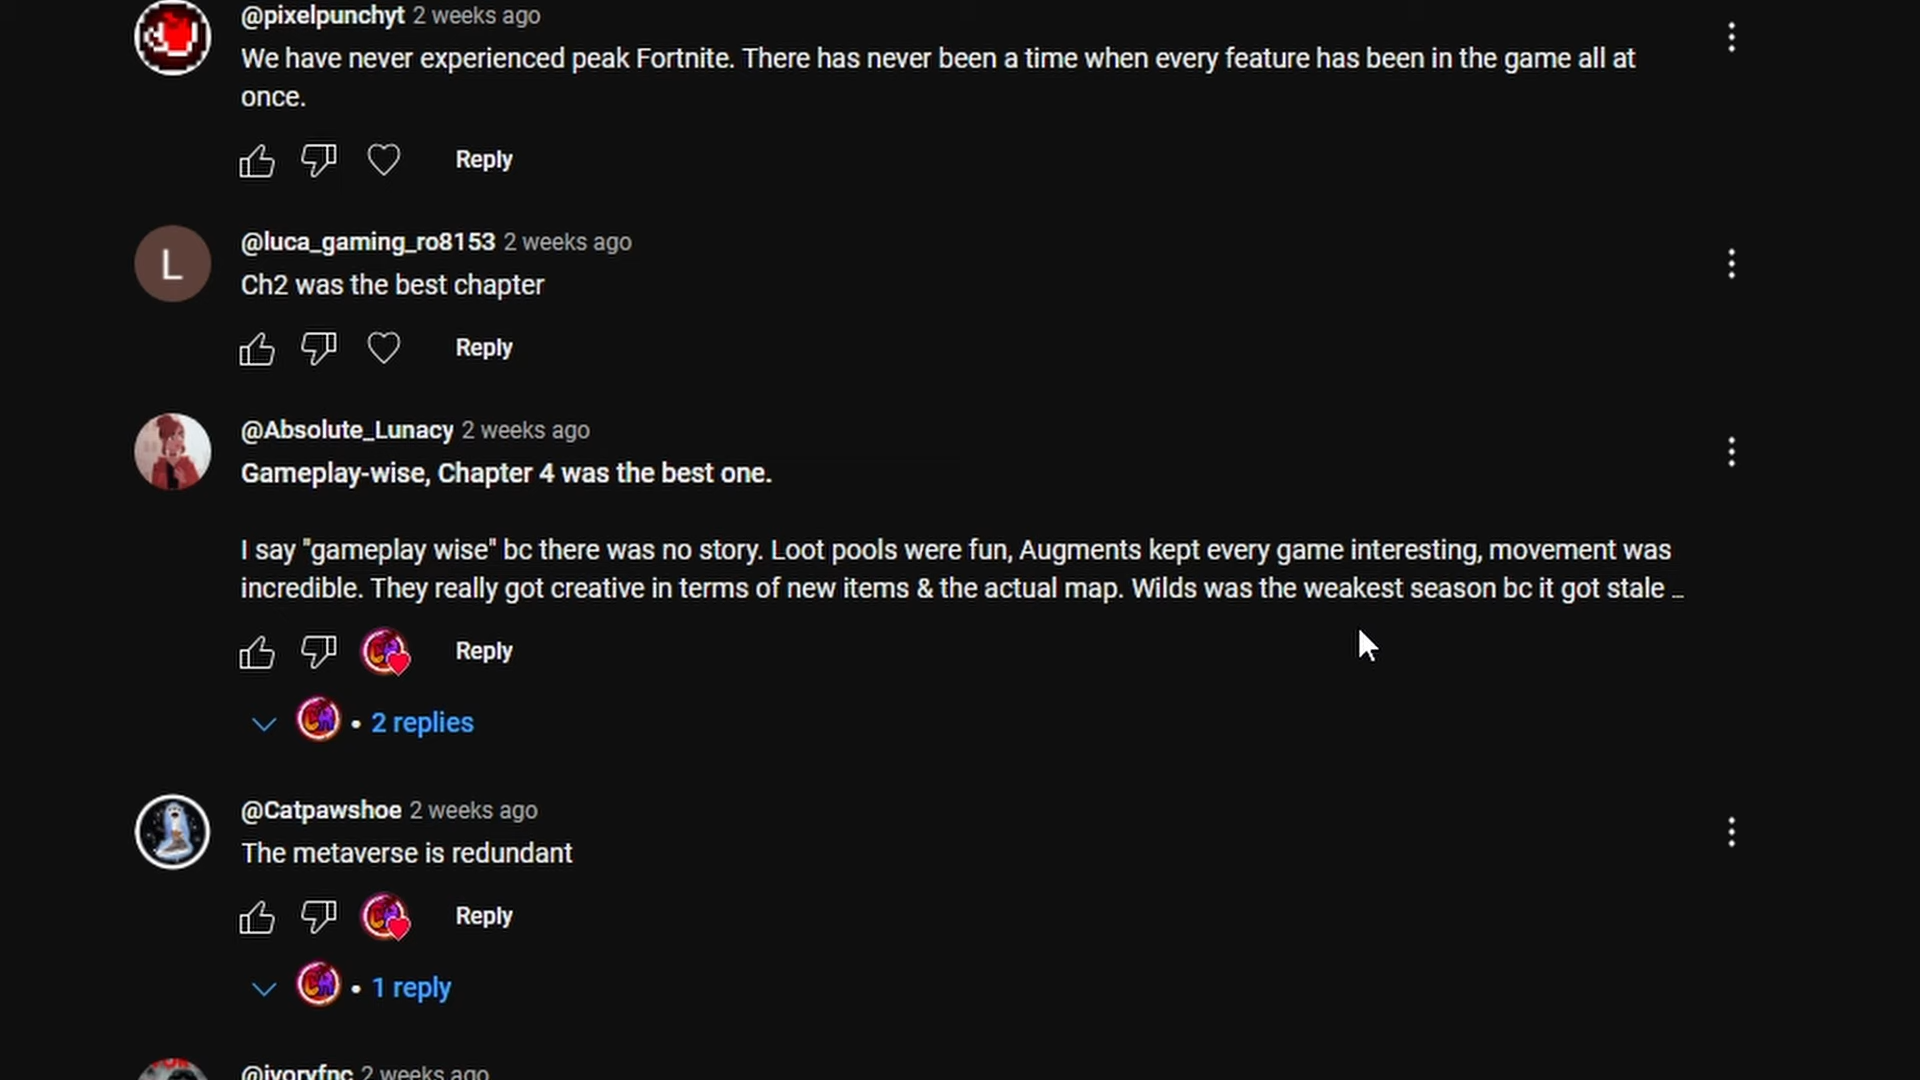 @pixelpunchyt 2 weeks ago
We have never experienced peak Fortnite. There has never been a time when every feature has been in the game all at
once.
Reply
L
@luca_gaming_ro8153 2 weeks ago
Ch2 was the best chapter
Reply
@Absolute_Lunacy 2 weeks ago
Gameplay-wise, Chapter 4 was the best one.
I say "gameplay wise" bc there was no story. Loot pools were fun, Augments kept every game interesting, movement was
incredible. They really got creative in terms of new items & the actual map. Wilds was the weakest season bc it got stale ...
Reply
• 2 replies
@Catpawshoe 2 weeks ago
The metaverse is redundant
Reply
• 1 reply
@ivoryfnc 2 weeks ago